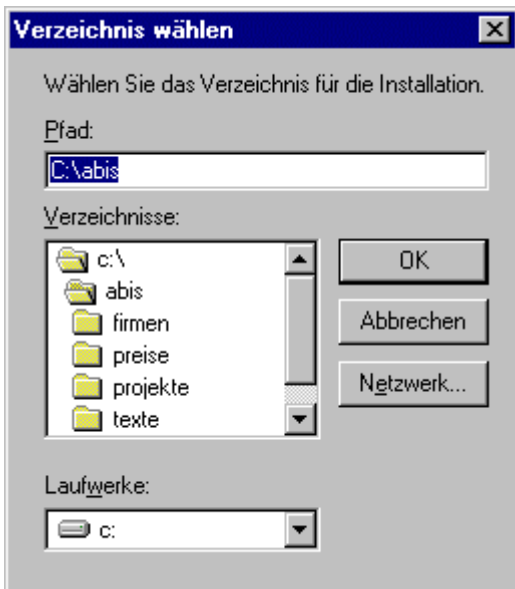 Verzeichnis wählen
Wählen Sie das Verzeichnis für die Installation.
Pfad:
C:\abis
Verzeichnisse:
c:\
abis
firmen
preise
projekte
texte
OK
Abbrechen
Netzwerk...
Laufwerke:
c: